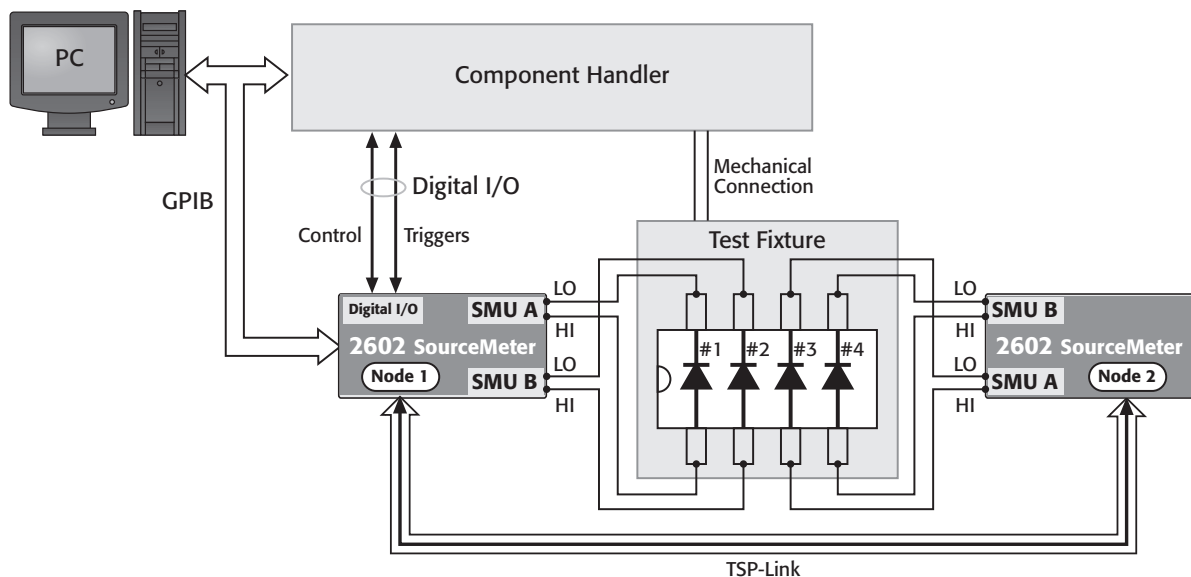 PC
Component Handler
Mechanical
Connection
GPIB
Digital I/O
Control
Triggers
Test Fixture
Digital I/O
SMU A
2602 SourceMeter
Node 1
SMU B
LO
HI
LO
HI
#1
#2
#3
#4
LO
HI
LO
HI
SMU B
2602 SourceMeter
SMU A
Node 2
TSP-Link